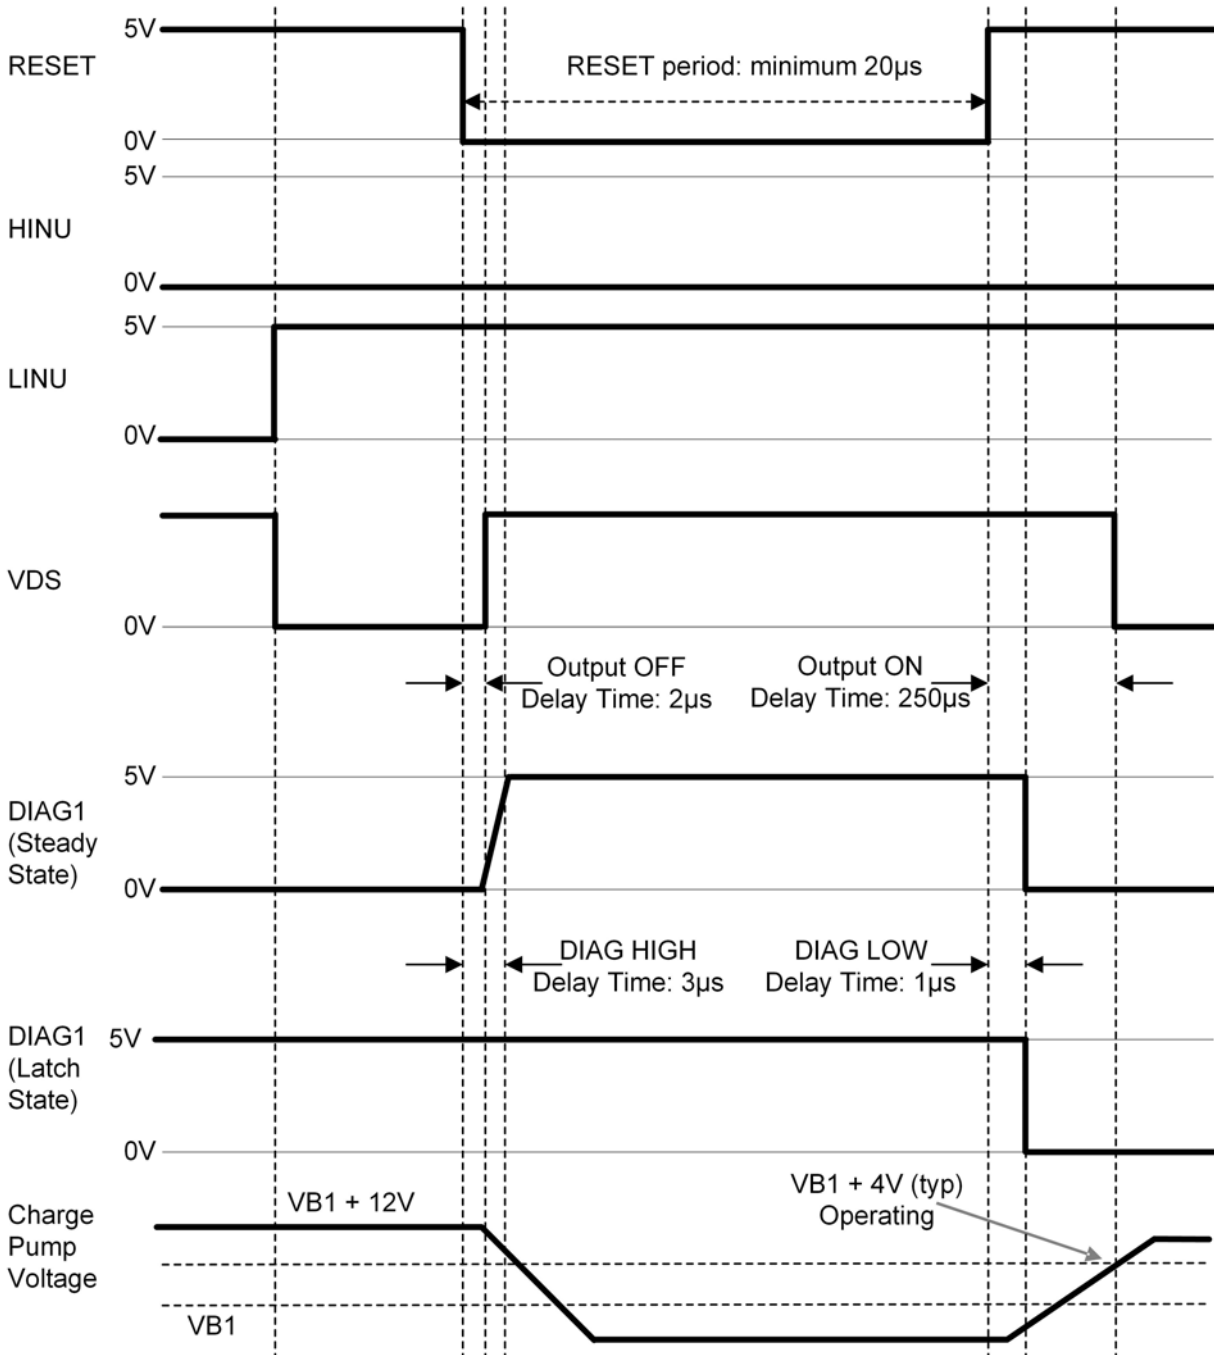 5V
RESET
RESET period: minimum 20µs
0V
5V
HINU
0V
5V
LINU
0V
VDS
0V
Output OFF
Delay Time: 2µs
Output ON
Delay Time: 250µs
5V
DIAG1
(Steady
State)
0V
DIAG HIGH
Delay Time: 3µs
DIAG LOW
Delay Time: 1µs
DIAG1
(Latch
State)
5V
0V
VB1 + 4V (typ)
Operating
VB1 + 12V
Charge
Pump
Voltage
VB1